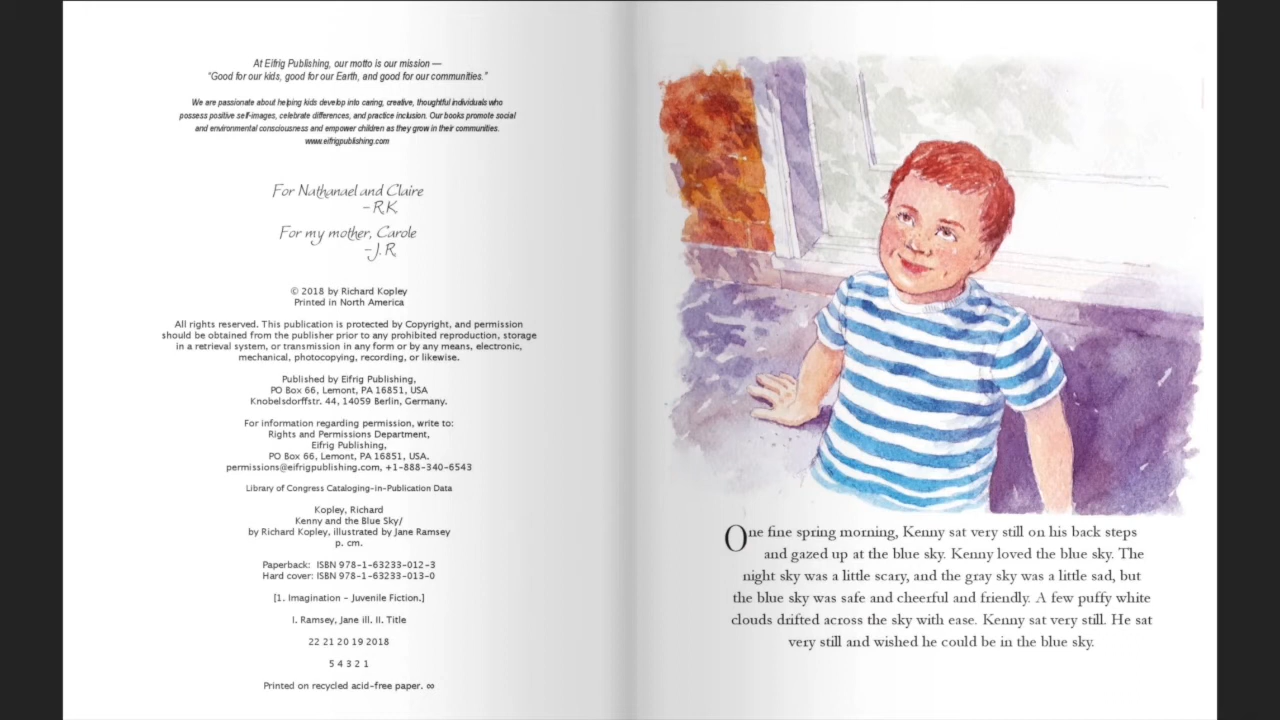 At Eifrig Publishing, our motto is our mission —
"Good for our kids, good for our Earth, and good for our communities."
We are passionate about helping kids develop into caring, creative, thoughtful individuals who
possess positive self-images, celebrate differences, and practice inclusion. Our books promote social
and environmental consciousness and empower children as they grow in their communities.
www.eifrigpublishing.com
For Nathanael and Claire
– R.K.
For my mother, Carole
– J. R.
© 2018 by Richard Kopley
Printed in North America
All rights reserved. This publication is protected by Copyright, and permission
should be obtained from the publisher prior to any prohibited reproduction, storage
in a retrieval system, or transmission in any form or by any means, electronic,
mechanical, photocopying, recording, or likewise.
Published by Eifrig Publishing,
PO Box 66, Lemont, PA 16851, USA
Knobelsdorffstr. 44, 14059 Berlin, Germany.
For information regarding permission, write to:
Rights and Permissions Department,
Eifrig Publishing,
PO Box 66, Lemont, PA 16851, USA.
permissions@eifrigpublishing.com, +1-888-340-6543
Library of Congress Cataloging-in-Publication Data
Kopley, Richard
Kenny and the Blue Sky/
by Richard Kopley, illustrated by Jane Ramsey
p. cm.
Paperback: ISBN 978-1-63233-012-3
Hard cover: ISBN 978-1-63233-013-0
[1. Imagination - Juvenile Fiction.]
I. Ramsey, Jane ill. II. Title
22 21 20 19 2018
5 4 3 2 1
Printed on recycled acid-free paper. ∞
One fine spring morning, Kenny sat very still on his back steps
and gazed up at the blue sky. Kenny loved the blue sky. The
night sky was a little scary, and the gray sky was a little sad, but
the blue sky was safe and cheerful and friendly. A few puffy white
clouds drifted across the sky with ease. Kenny sat very still. He sat
very still and wished he could be in the blue sky.